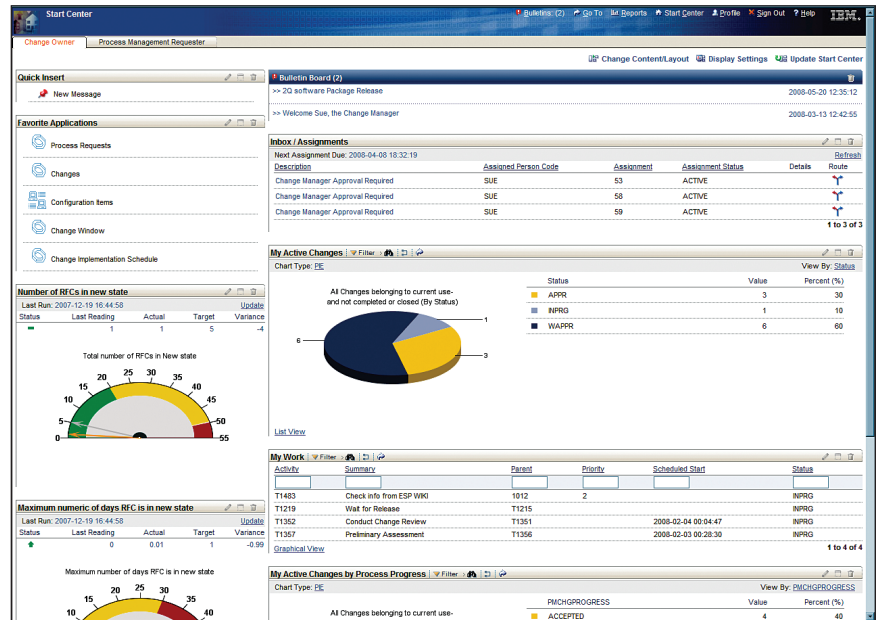 Start Center
Bulletins: (2) Go To Reports Start Center Profile Sign Out ? Help IBM.
Change Owner Process Management Requester
Change Content/Layout Display Settings Update Start Center
Quick Insert
New Message
Favorite Applications
Process Requests
Changes
Configuration Items
Change Window
Change Implementation Schedule
Number of RFCs in new state
Last Run: 2007-12-19 16:44:58 Update
Status Last Reading Actual Target Variance
1 1 5 -4
Total number of RFCs in New state
0 5 10 15 20 25 30 35 40 45 50 55
Maximum numeric of days RFC is in new state
Last Run: 2007-12-19 16:44:58 Update
Status Last Reading Actual Target Variance
0 0.01 1 -0.99
Maximum number of days RFC is in new state
10 15 20 25 30 35 40
Bulletin Board (2)
>> 2Q software Package Release 2008-05-20 12:35:12
>> Welcome Sue, the Change Manager 2008-03-13 12:42:55
Inbox / Assignments
Next Assignment Due: 2008-04-08 18:32:19 Refresh
Description Assigned Person Code Assignment Assignment Status Details Route
Change Manager Approval Required SUE 53 ACTIVE
Change Manager Approval Required SUE 58 ACTIVE
Change Manager Approval Required SUE 59 ACTIVE
1 to 3 of 3
My Active Changes Filter
Chart Type: PIE View By: Status
All Changes belonging to current use-
and not completed or closed (By Status)
6 1 3
Status Value Percent (%)
APPR 3 30
INPRG 1 10
WAPPR 6 60
List View
My Work Filter
Activity Summary Parent Priority Scheduled Start Status
T1483 Check info from ESP WIKI 1012 2 INPRG
T1219 Wait for Release T1215 INPRG
T1352 Conduct Change Review T1351 2008-02-04 00:04:47 INPRG
T1357 Preliminary Assessment T1356 2008-02-03 00:28:30 INPRG
Graphical View 1 to 4 of 4
My Active Changes by Process Progress Filter
Chart Type: PIE View By: PMCHGPROGRESS
All Changes belonging to current use-
PMCHGPROGRESS Value Percent (%)
ACCEPTED 4 40